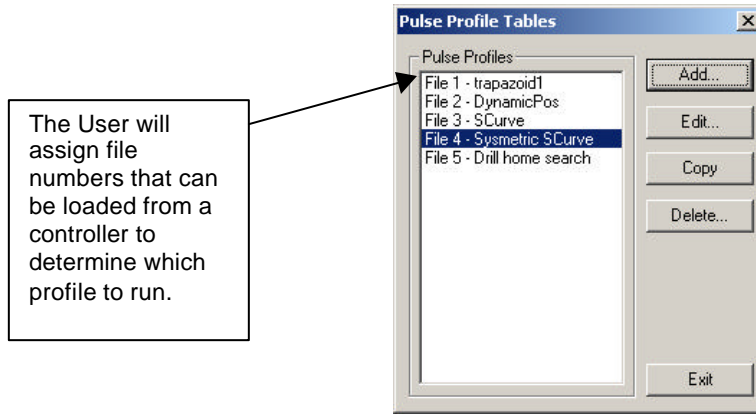 Pulse Profile Tables
Pulse Profiles
File 1 - trapazoid1
File 2 - DynamicPos
File 3 - SCurve
File 4 - Sysmetric SCurve
File 5 - Drill home search
Add...
Edit...
Copy
Delete...
Exit
The User will
assign file
numbers that can
be loaded from a
controller to
determine which
profile to run.